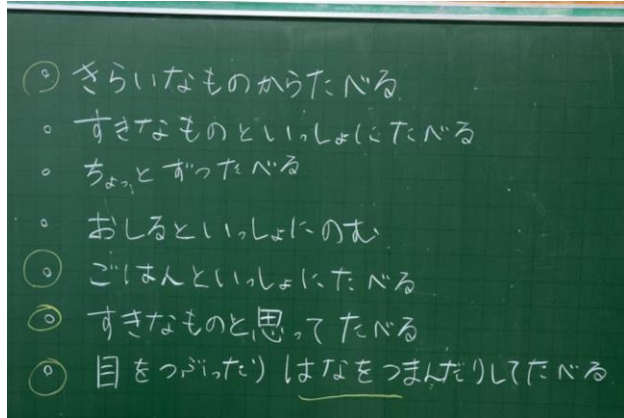 。きらいなものからたべる
。すきなものといっしょにたべる
。ちょっとずつたべる
。おしるといっしょにのむ
。ごはんといっしょにたべる
。すきなものと思ってたべる
。目をつぶったりはなをつまんだりしてたべる